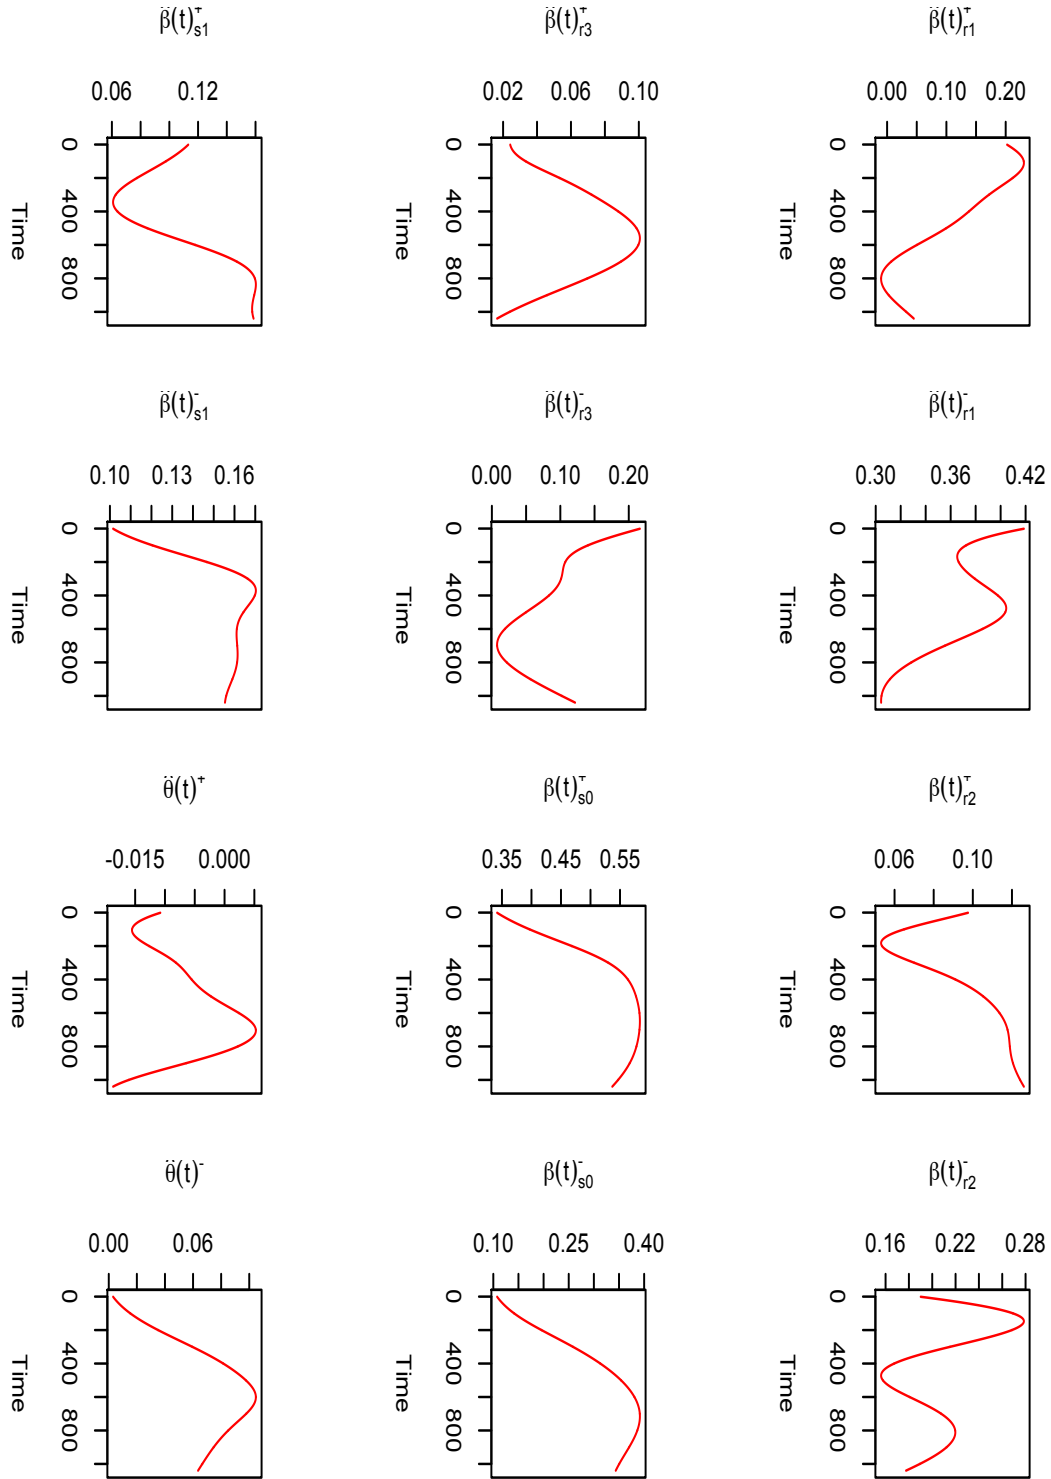 β̈(t)⁺s1 β̈(t)⁺r3 β̈(t)⁺r1
0.06 0.12 0.02 0.06 0.10 0.00 0.10 0.20
0 0 0
400 400 400
Time Time Time
800 800 800
β̈(t)⁻s1 β̈(t)⁻r3 β̈(t)⁻r1
0.10 0.13 0.16 0.00 0.10 0.20 0.30 0.36 0.42
0 0 0
400 400 400
Time Time Time
800 800 800
θ̈(t)⁺ β(t)⁺s0 β(t)⁺r2
-0.015 0.000 0.35 0.45 0.55 0.06 0.10
0 0 0
400 400 400
Time Time Time
800 800 800
θ̈(t)⁻ β(t)⁻s0 β(t)⁻r2
0.00 0.06 0.10 0.25 0.40 0.16 0.22 0.28
0 0 0
400 400 400
Time Time Time
800 800 800